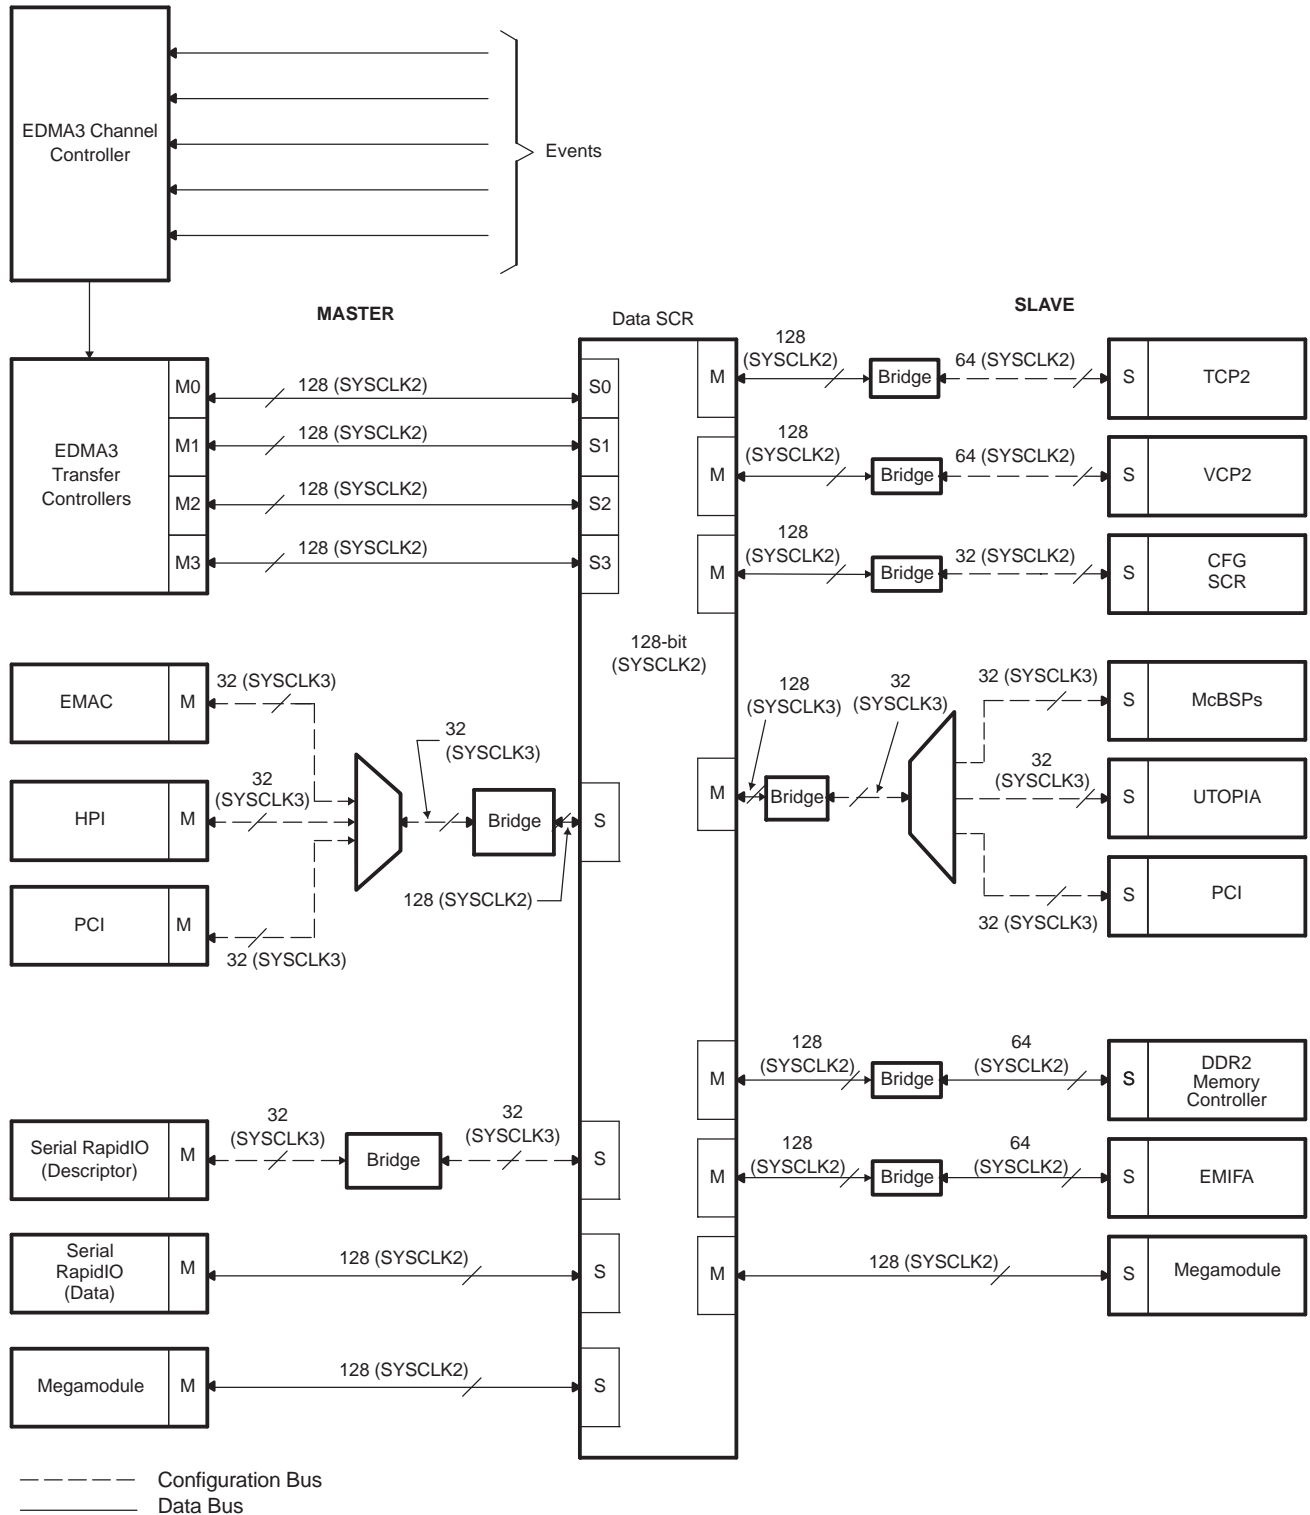 EDMA3 Channel
Controller
Events
MASTER
Data SCR
SLAVE
EDMA3
Transfer
Controllers
M0
128 (SYSCLK2)
S0
M1
128 (SYSCLK2)
S1
M2
128 (SYSCLK2)
S2
M3
128 (SYSCLK2)
S3
M
128
(SYSCLK2)
Bridge
64 (SYSCLK2)
S
TCP2
M
128
(SYSCLK2)
Bridge
64 (SYSCLK2)
S
VCP2
M
128
(SYSCLK2)
Bridge
32 (SYSCLK2)
S
CFG
SCR
128-bit
(SYSCLK2)
EMAC
M
32 (SYSCLK3)
HPI
M
32
(SYSCLK3)
PCI
M
32 (SYSCLK3)
32
(SYSCLK3)
Bridge
128 (SYSCLK2)
S
M
128
(SYSCLK3)
Bridge
32
(SYSCLK3)
32 (SYSCLK3)
S
McBSPs
32
(SYSCLK3)
S
UTOPIA
32 (SYSCLK3)
S
PCI
M
128
(SYSCLK2)
Bridge
64
(SYSCLK2)
S
DDR2
Memory
Controller
Serial RapidIO
(Descriptor)
M
32
(SYSCLK3)
Bridge
32
(SYSCLK3)
S
M
128
(SYSCLK2)
Bridge
64
(SYSCLK2)
S
EMIFA
Serial
RapidIO
(Data)
M
128 (SYSCLK2)
S
M
128 (SYSCLK2)
S
Megamodule
Megamodule
M
128 (SYSCLK2)
S
Configuration Bus
Data Bus